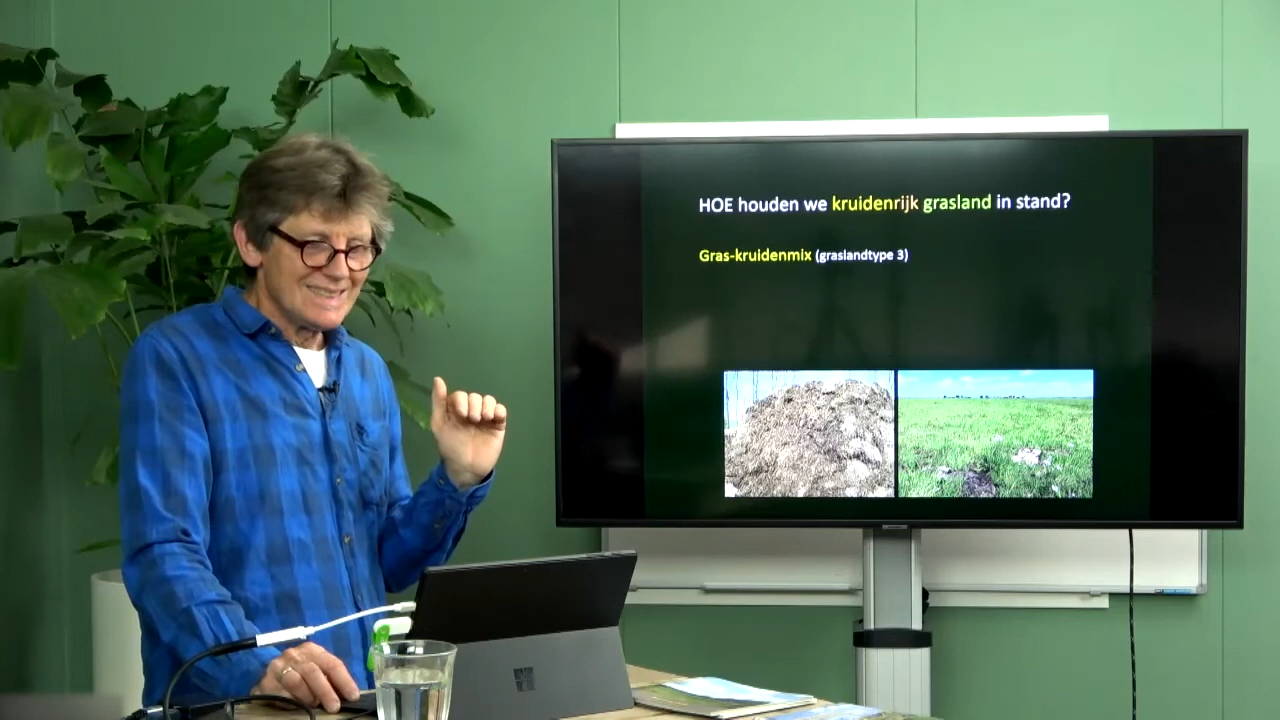 HOE houden we kruidenrijk grasland in stand?
Gras-kruidenmix (graslandtype 3)